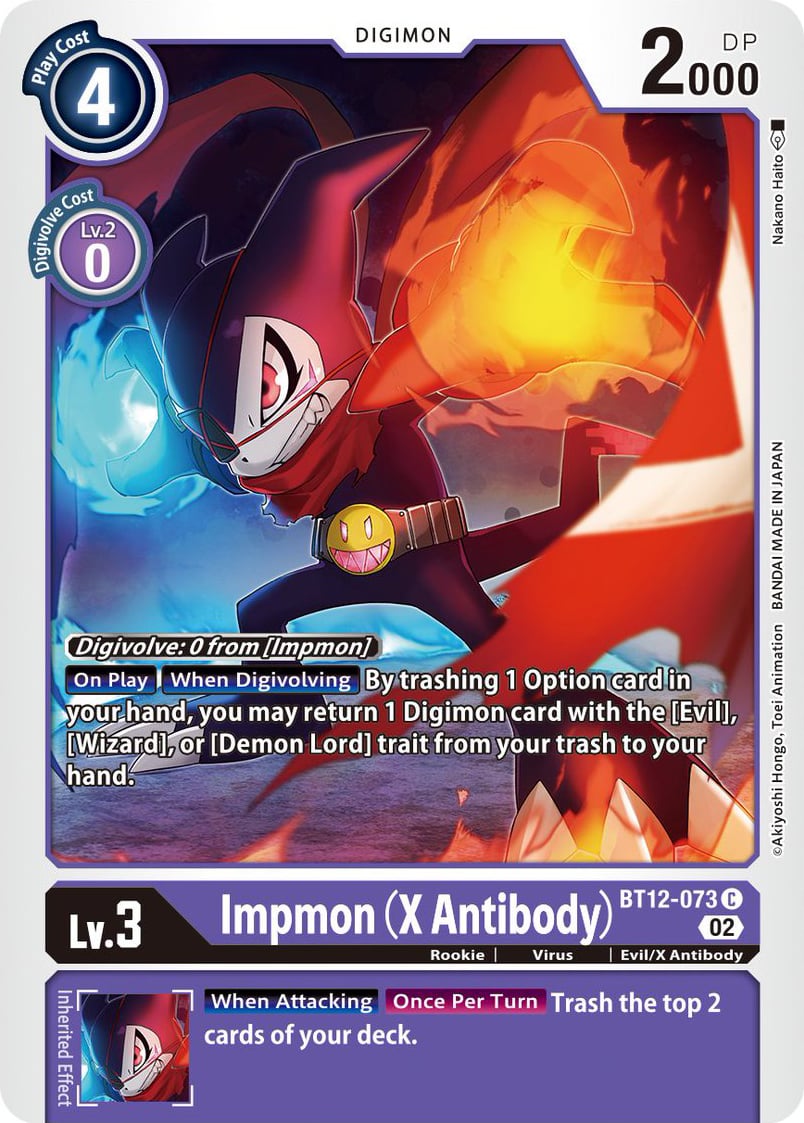 DIGIMON
Play Cost
4
DP
2000
Digivolve Cost
Lv.2
0
Nakano Haito
Digivolve: 0 from [Impmon]
On Play When Digivolving By trashing 1 Option card in
your hand, you may return 1 Digimon card with the [Evil],
[Wizard], or [Demon Lord] trait from your trash to your
hand.
©Akiyoshi Hongo, Toei Animation BANDAI MADE IN JAPAN
Lv.3
Impmon (X Antibody)
BT12-073 C
02
Rookie | Virus | Evil/X Antibody
Inherited Effect
When Attacking Once Per Turn Trash the top 2
cards of your deck.